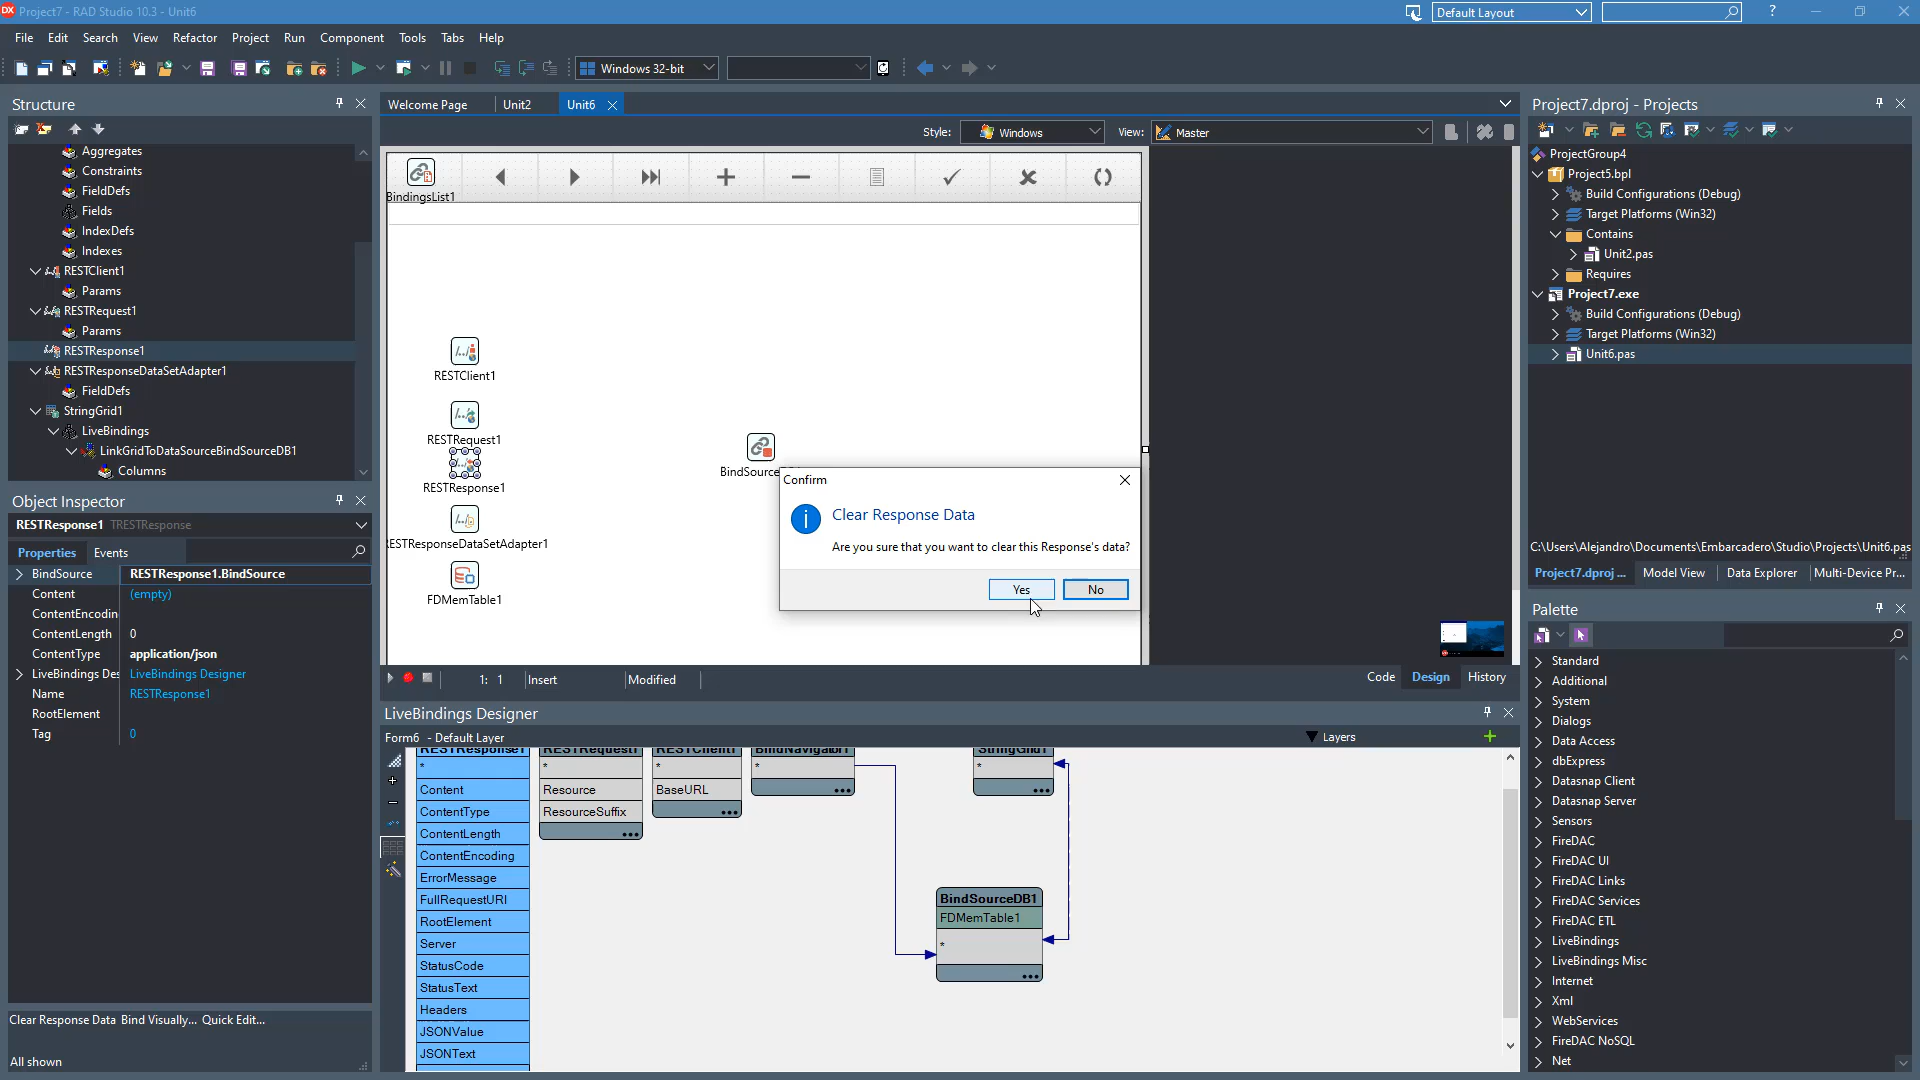 Project7 - RAD Studio 10.3 - Unit6
Default Layout
File Edit Search View Refactor Project Run Component Tools Tabs Help
Windows 32-bit
Structure
Aggregates
Constraints
FieldDefs
Fields
IndexDefs
Indexes
RESTClient1
Params
RESTRequest1
Params
RESTResponse1
RESTResponseDataSetAdapter1
FieldDefs
StringGrid1
LiveBindings
LinkGridToDataSourceBindSourceDB1
Columns
Object Inspector
RESTResponse1 TRESTResponse
Properties Events
BindSource RESTResponse1.BindSource
Content (empty)
ContentEncodin
ContentLength 0
ContentType application/json
LiveBindings Des LiveBindings Designer
Name RESTResponse1
RootElement
Tag 0
Clear Response Data Bind Visually... Quick Edit...
All shown
Welcome Page Unit2 Unit6
Style: Windows View: Master
BindingsList1
RESTClient1
RESTRequest1
RESTResponse1
RESTResponseDataSetAdapter1
FDMemTable1
BindSource
Confirm
Clear Response Data
Are you sure that you want to clear this Response's data?
Yes No
1: 1 Insert Modified
Code Design History
LiveBindings Designer
Form6 - Default Layer
Layers
RESTResponse1
*
Content
ContentType
ContentLength
ContentEncoding
ErrorMessage
FullRequestURI
RootElement
Server
StatusCode
StatusText
Headers
JSONValue
JSONText
RESTRequest1
*
Resource
ResourceSuffix
RESTClient1
*
BaseURL
BindNavigator1
*
StringGrid1
*
BindSourceDB1
FDMemTable1
*
Project7.dproj - Projects
ProjectGroup4
Project5.bpl
Build Configurations (Debug)
Target Platforms (Win32)
Contains
Unit2.pas
Requires
Project7.exe
Build Configurations (Debug)
Target Platforms (Win32)
Unit6.pas
C:\Users\Alejandro\Documents\Embarcadero\Studio\Projects\Unit6.pas
Project7.dproj ... Model View Data Explorer Multi-Device Pr...
Palette
Standard
Additional
System
Dialogs
Data Access
dbExpress
Datasnap Client
Datasnap Server
Sensors
FireDAC
FireDAC UI
FireDAC Links
FireDAC Services
FireDAC ETL
LiveBindings
LiveBindings Misc
Internet
Xml
WebServices
FireDAC NoSQL
Net